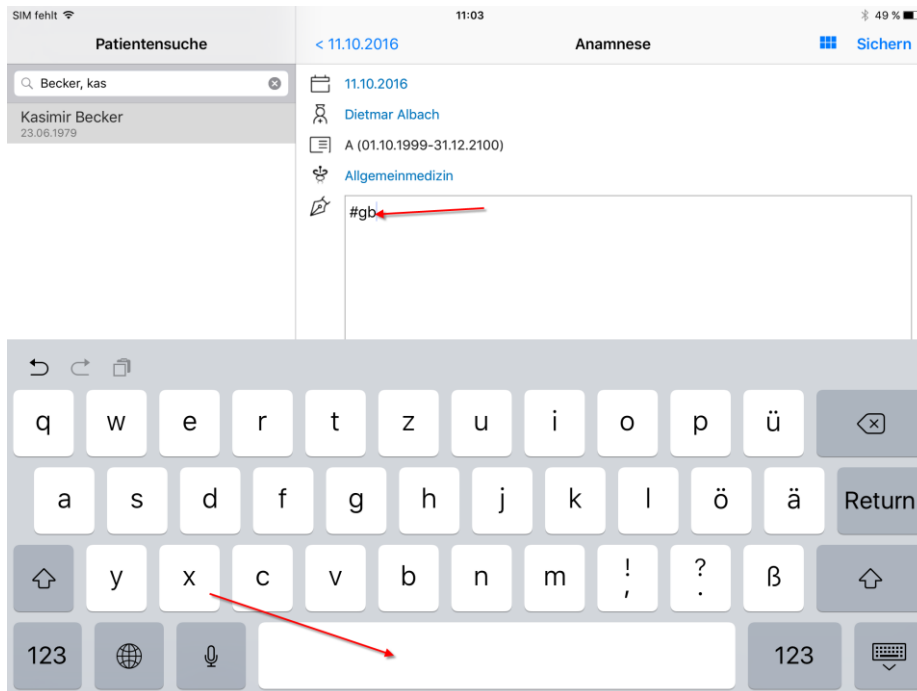 SIM fehlt
11:03
49 %
Patientensuche
< 11.10.2016
Anamnese
Sichern
Becker, kas
11.10.2016
Kasimir Becker
23.06.1979
Dietmar Albach
A (01.10.1999-31.12.2100)
Allgemeinmedizin
#gb
q w e r t z u i o p ü
a s d f g h j k l ö ä Return
y x c v b n m ! , ? . ß
123 123